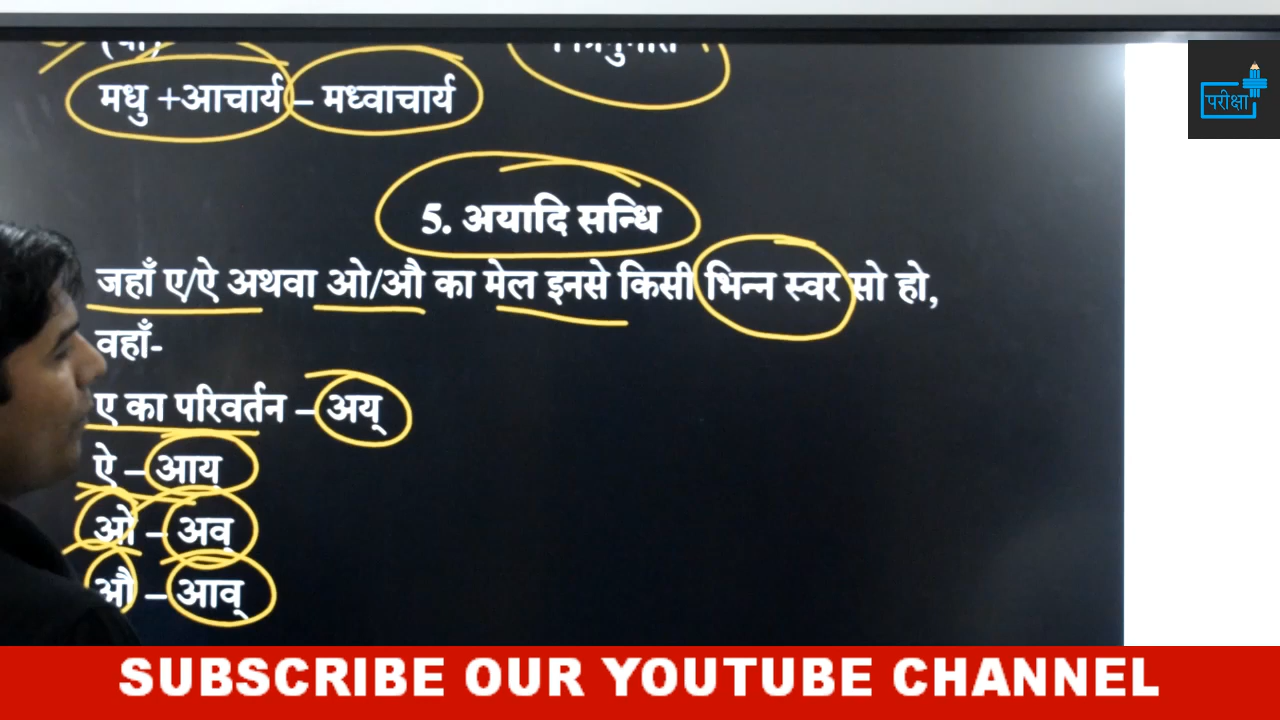 मधु +आचार्य – मध्वाचार्य
परीक्षा
5. अयादि सन्धि
जहाँ ए/ऐ अथवा ओ/औ का मेल इनसे किसी भिन्न स्वर सो हो,
वहाँ-
ए का परिवर्तन – अय्
ऐ – आय्
ओ – अव्
औ – आव्
SUBSCRIBE OUR YOUTUBE CHANNEL